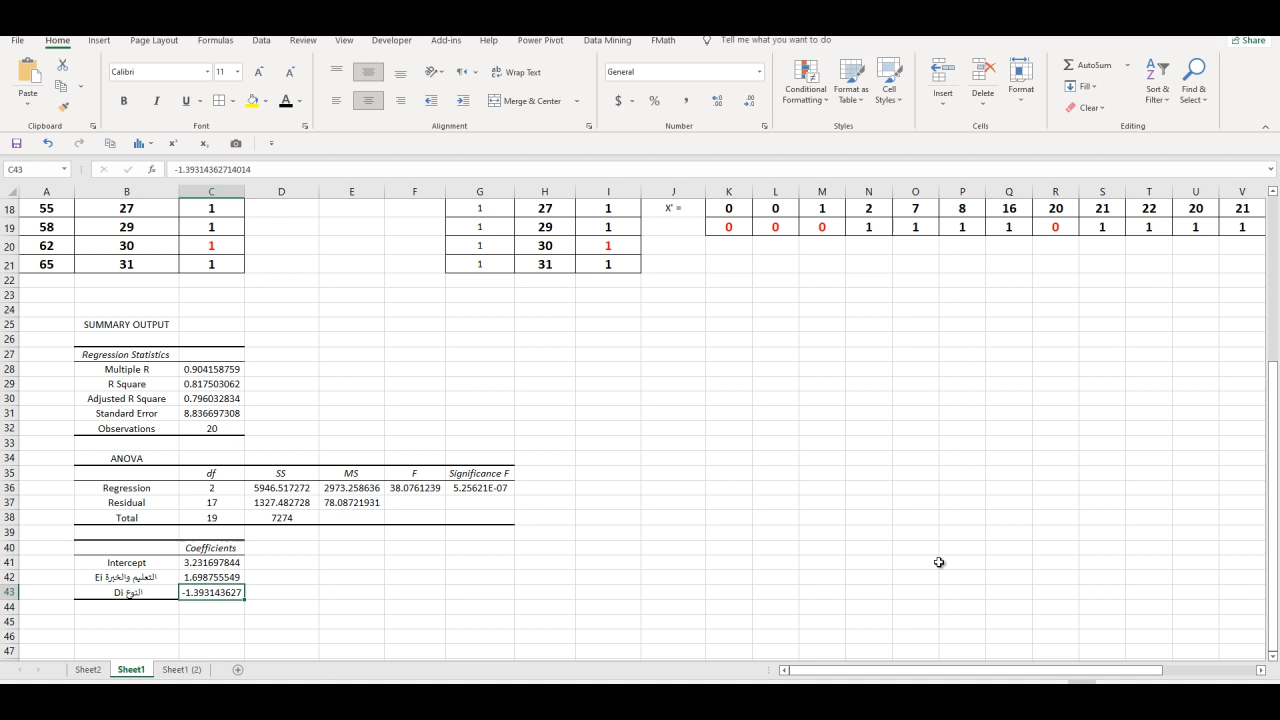 File Home Insert Page Layout Formulas Data Review View Developer Add-ins Help Power Pivot Data Mining FMath Tell me what you want to do Share
Calibri 11 Wrap Text General AutoSum
Paste Conditional Formatting Format as Table Cell Styles Insert Delete Format Fill Sort & Filter Find & Select
B I U A Merge & Center $ % , Clear
Clipboard Font Alignment Number Styles Cells Editing
C43 fx -1.39314362714014
A B C D E F G H I J K L M N O P Q R S T U V
18 55 27 1 1 27 1 X' = 0 0 1 2 7 8 16 20 21 22 20 21
19 58 29 1 1 29 1 0 0 0 1 1 1 1 0 1 1 1 1
20 62 30 1 1 30 1
21 65 31 1 1 31 1
22
23
24
25 SUMMARY OUTPUT
26
27 Regression Statistics
28 Multiple R 0.904158759
29 R Square 0.817503062
30 Adjusted R Square 0.796032834
31 Standard Error 8.836697308
32 Observations 20
33
34 ANOVA
35 df SS MS F Significance F
36 Regression 2 5946.517272 2973.258636 38.0761239 5.25621E-07
37 Residual 17 1327.482728 78.08721931
38 Total 19 7274
39
40 Coefficients
41 Intercept 3.231697844
42 Ei التعليم والخبرة 1.698755549
43 Di النوع -1.393143627
44
45
46
47
Sheet2 Sheet1 Sheet1 (2)